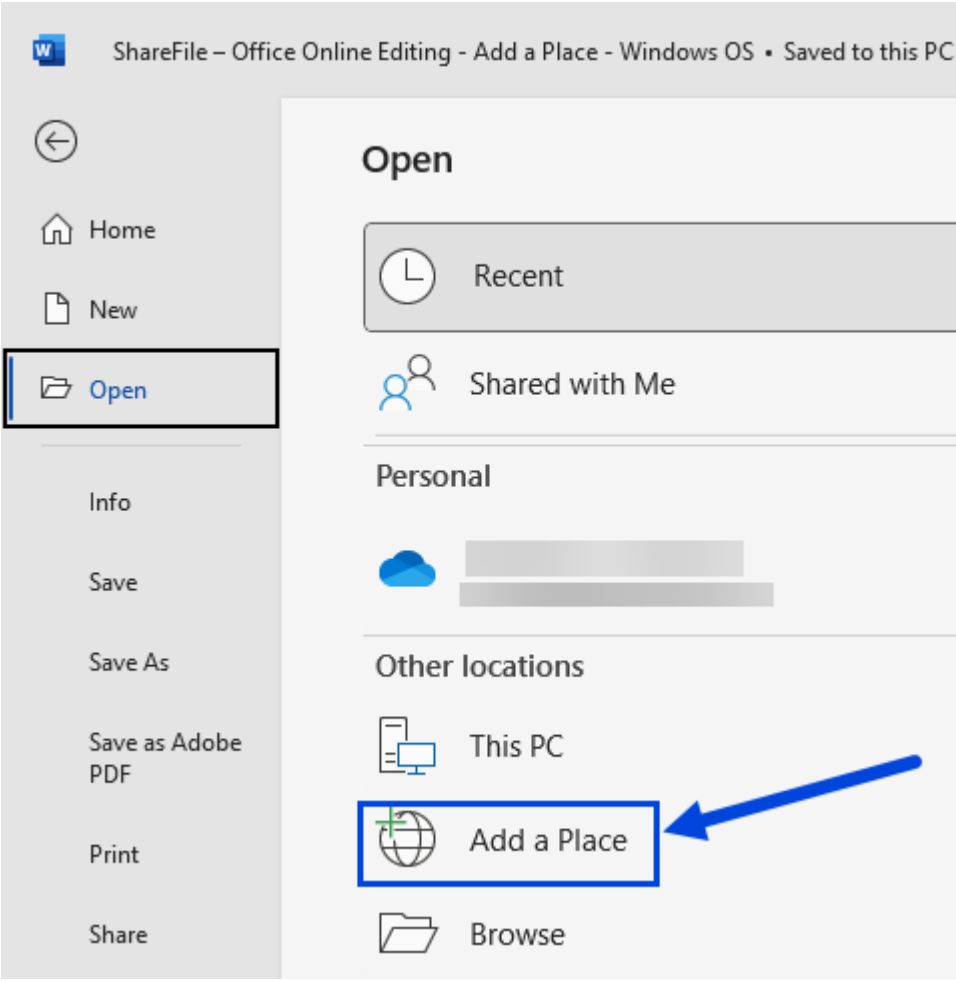 W ShareFile – Office Online Editing - Add a Place - Windows OS • Saved to this PC
Home
New
Open
Info
Save
Save As
Save as Adobe
PDF
Print
Share
Open
Recent
Shared with Me
Personal
Other locations
This PC
Add a Place
Browse